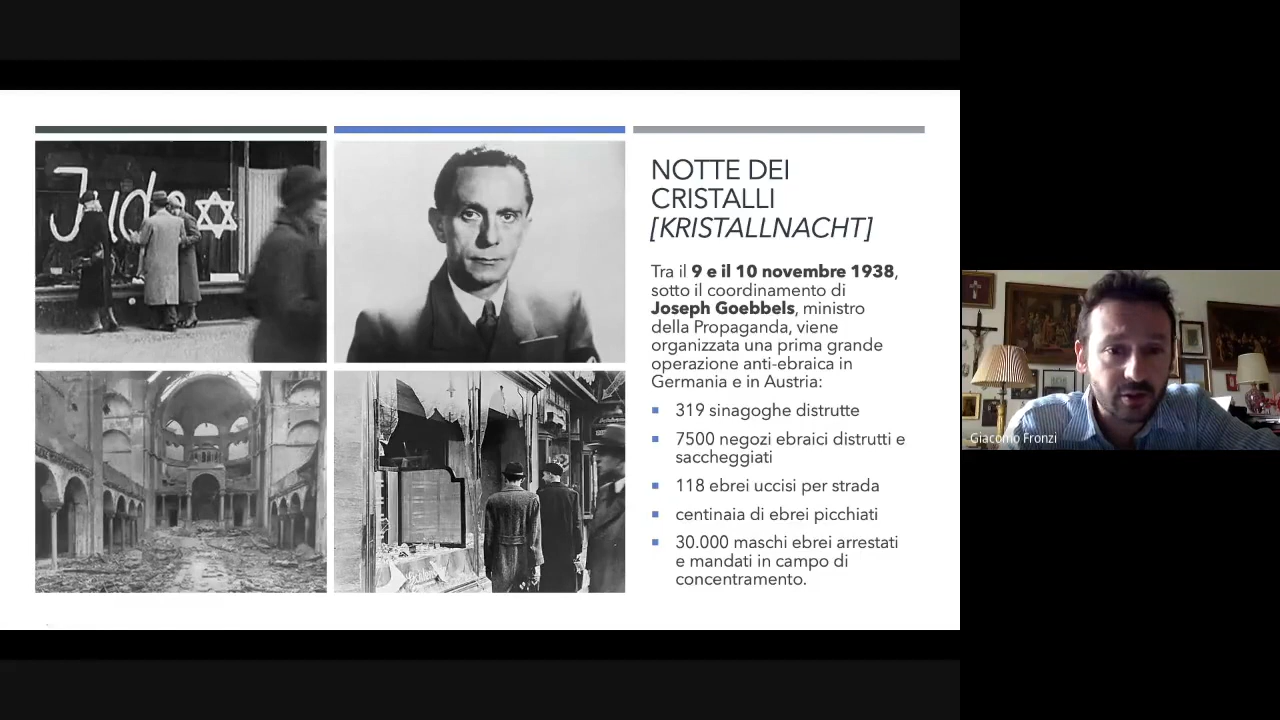 Jude
NOTTE DEI
CRISTALLI
[KRISTALLNACHT]
Tra il 9 e il 10 novembre 1938,
sotto il coordinamento di
Joseph Goebbels, ministro
della Propaganda, viene
organizzata una prima grande
operazione anti-ebraica in
Germania e in Austria:
319 sinagoghe distrutte
7500 negozi ebraici distrutti e
saccheggiati
118 ebrei uccisi per strada
centinaia di ebrei picchiati
30.000 maschi ebrei arrestati
e mandati in campo di
concentramento.
Giacomo Fronzi